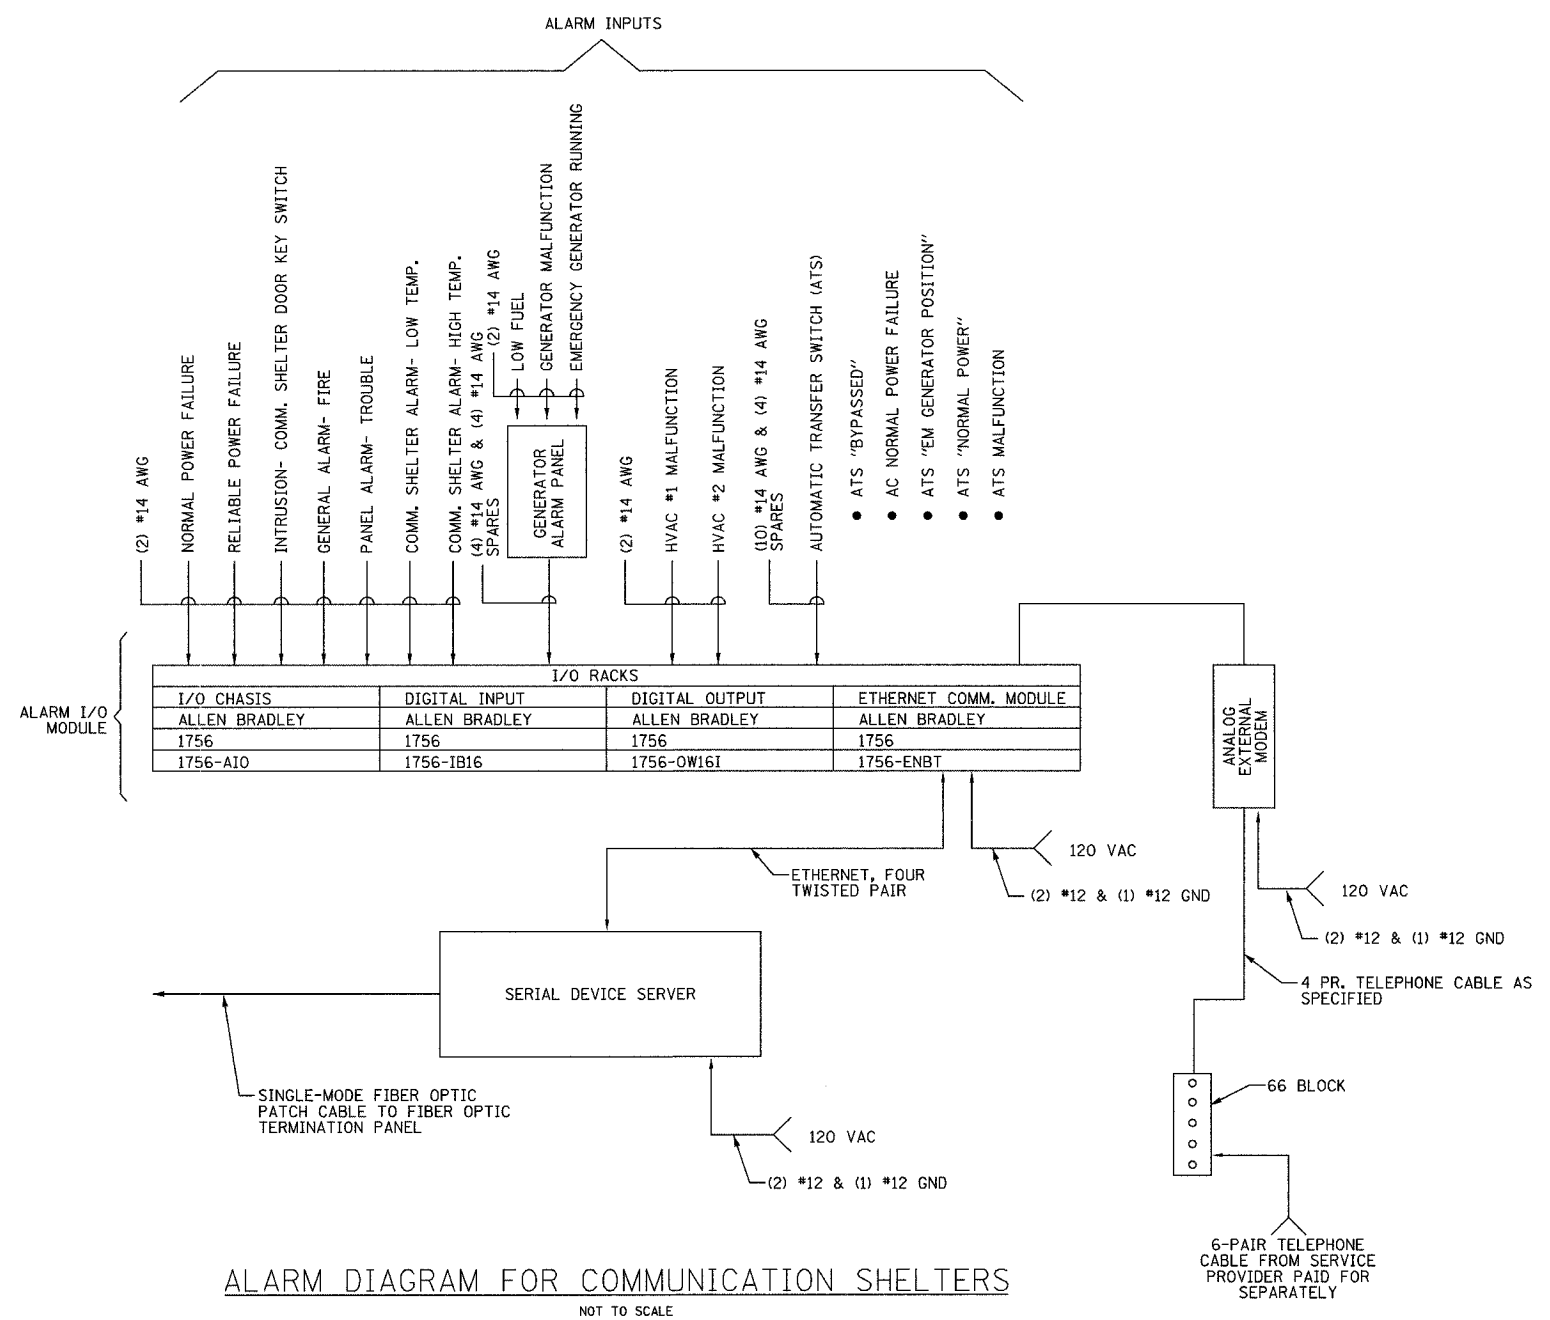 ALARM INPUTS
(2) #14 AWG
NORMAL POWER FAILURE
RELIABLE POWER FAILURE
INTRUSION- COMM. SHELTER DOOR KEY SWITCH
GENERAL ALARM- FIRE
PANEL ALARM- TROUBLE
COMM. SHELTER ALARM- LOW TEMP.
COMM. SHELTER ALARM- HIGH TEMP.
(4) #14 AWG & (4) #14 AWG
SPARES
(2) #14 AWG
LOW FUEL
GENERATOR MALFUNCTION
EMERGENCY GENERATOR RUNNING
GENERATOR
ALARM PANEL
(2) #14 AWG
HVAC #1 MALFUNCTION
HVAC #2 MALFUNCTION
(10) #14 AWG & (4) #14 AWG
SPARES
AUTOMATIC TRANSFER SWITCH (ATS)
● ATS "BYPASSED"
● AC NORMAL POWER FAILURE
● ATS "EM GENERATOR POSITION"
● ATS "NORMAL POWER"
● ATS MALFUNCTION
ALARM I/O
MODULE
I/O RACKS
I/O CHASIS
DIGITAL INPUT
DIGITAL OUTPUT
ETHERNET COMM. MODULE
ALLEN BRADLEY
ALLEN BRADLEY
ALLEN BRADLEY
ALLEN BRADLEY
1756
1756
1756
1756
1756-AIO
1756-IB16
1756-OW16I
1756-ENBT
ANALOG
EXTERNAL
MODEM
120 VAC
ETHERNET, FOUR
TWISTED PAIR
(2) #12 & (1) #12 GND
120 VAC
(2) #12 & (1) #12 GND
4 PR. TELEPHONE CABLE AS
SPECIFIED
SERIAL DEVICE SERVER
SINGLE-MODE FIBER OPTIC
PATCH CABLE TO FIBER OPTIC
TERMINATION PANEL
120 VAC
(2) #12 & (1) #12 GND
66 BLOCK
6-PAIR TELEPHONE
CABLE FROM SERVICE
PROVIDER PAID FOR
SEPARATELY
ALARM DIAGRAM FOR COMMUNICATION SHELTERS
NOT TO SCALE